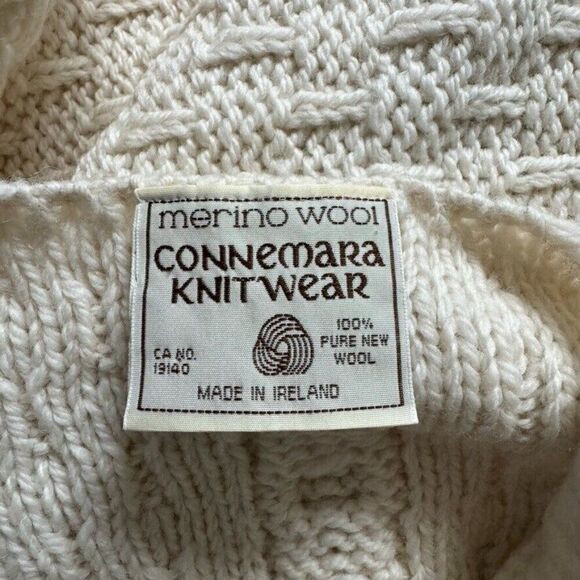 merino wool
CONNEMARA
KNITWEAR
100%
PURE NEW
WOOL
CA NO.
19140
MADE IN IRELAND